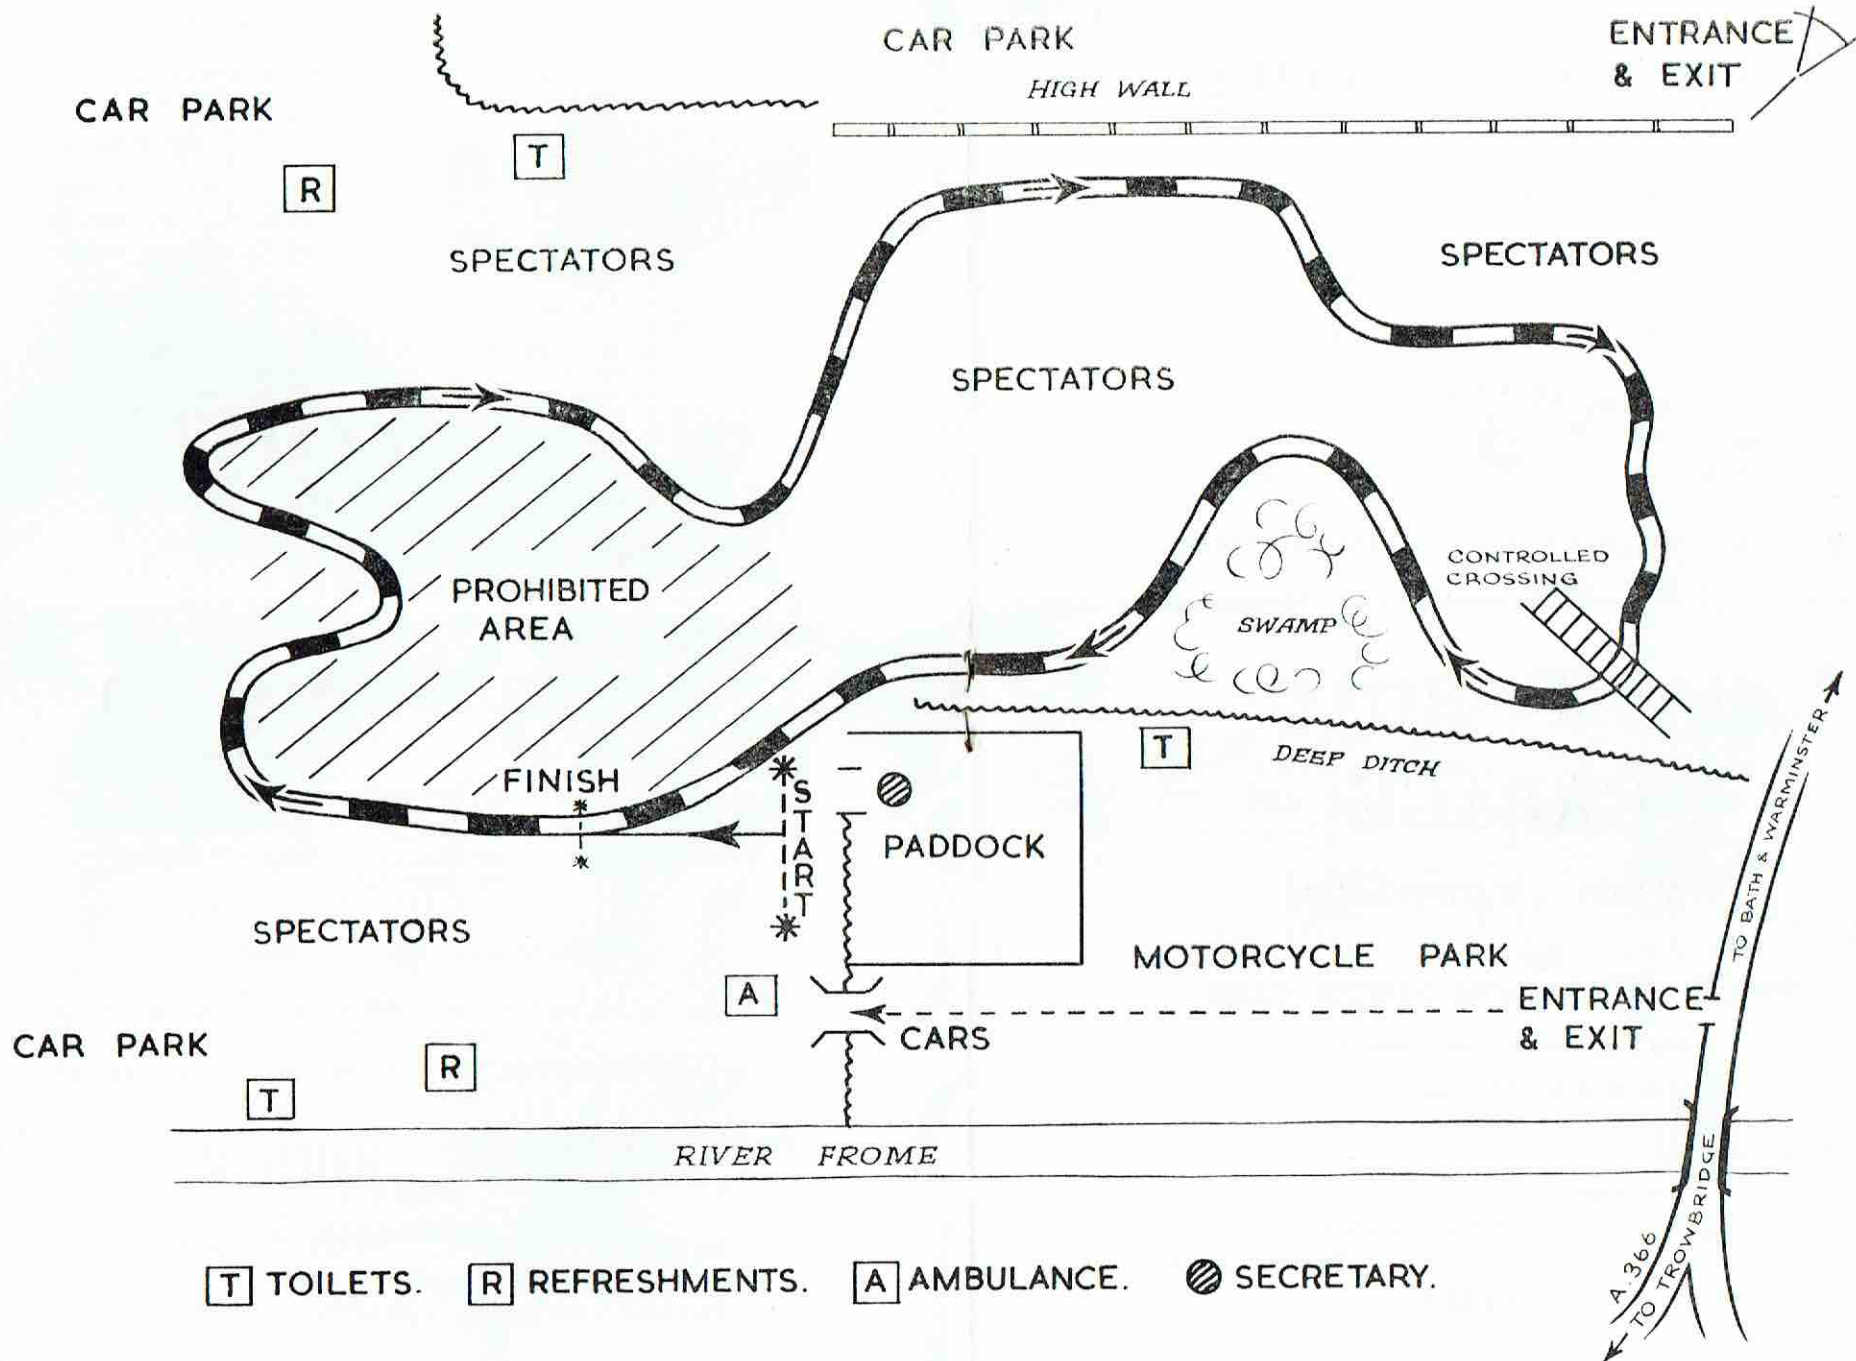 CAR PARK
ENTRANCE
& EXIT
HIGH WALL
CAR PARK
T
R
SPECTATORS
SPECTATORS
SPECTATORS
CONTROLLED
CROSSING
PROHIBITED
AREA
SWAMP
T
DEEP DITCH
FINISH
START
PADDOCK
TO BATH & WARMINSTER
SPECTATORS
MOTORCYCLE PARK
A
ENTRANCE
& EXIT
CARS
CAR PARK
R
T
RIVER FROME
A.366
TO TROWBRIDGE
T TOILETS. R REFRESHMENTS. A AMBULANCE. SECRETARY.